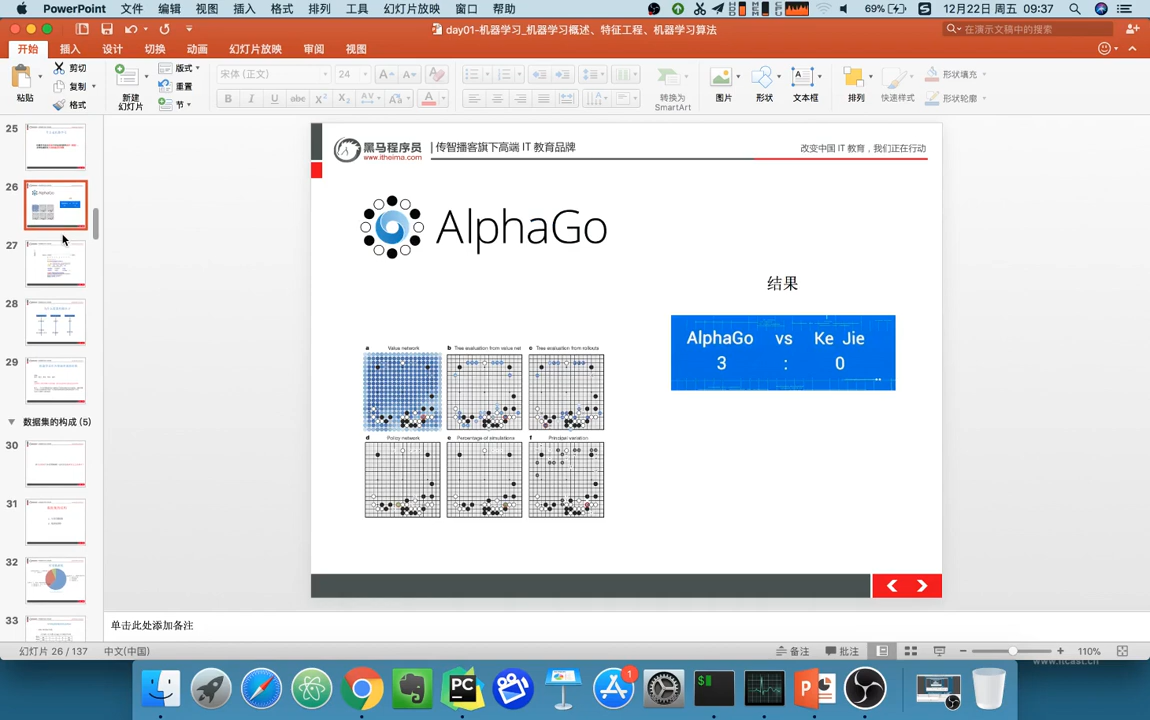 PowerPoint 文件 编辑 视图 插入 格式 排列 工具 幻灯片放映 窗口 帮助 69% 12月22日 周五 09:37
day01-机器学习_机器学习概述、特征工程、机器学习算法
在演示文稿中的搜索
开始 插入 设计 切换 动画 幻灯片放映 审阅 视图
粘贴 剪切 复制 格式
新建 幻灯片 版式 重置 节
宋体 (正文) 24
B I U abc X² X₂
转换为 SmartArt
图片 形状 文本框 排列 快速样式 形状填充 形状轮廓
25
26
27
28
29
数据集的构成 (5)
30
31
32
33
黑马程序员 | 传智播客旗下高端 IT 教育品牌
www.itheima.com
改变中国 IT 教育，我们正在行动
AlphaGo
结果
AlphaGo vs Ke Jie
3 : 0
a Value network
b Tree evaluation from value net
c Tree evaluation from rollouts
d Policy network
e Percentage of simulations
f Principal variation
单击此处添加备注
幻灯片 26 / 137 中文(中国) 备注 批注 110%
www.itcast.cn
PC
1
$
P